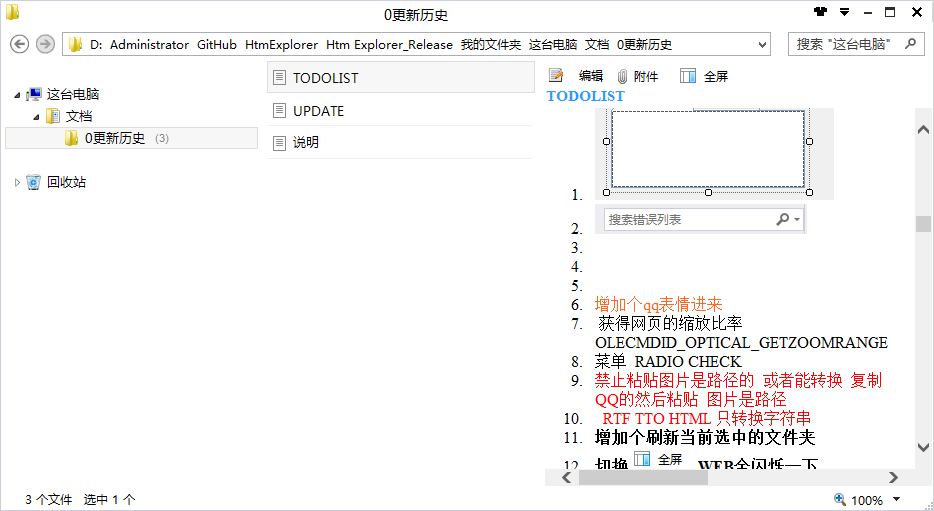 0更新历史
D: Administrator GitHub HtmExplorer Htm Explorer_Release 我的文件夹 这台电脑 文档 0更新历史
搜索 "这台电脑"
这台电脑
文档
0更新历史 (3)
回收站
TODOLIST
UPDATE
说明
编辑 附件 全屏
TODOLIST
1.
2. 搜索错误列表
3.
4.
5.
6. 增加个qq表情进来
7. 获得网页的缩放比率
OLECMDID_OPTICAL_GETZOOMRANGE
8. 菜单 RADIO CHECK
9. 禁止粘贴图片是路径的 或者能转换 复制
QQ的然后粘贴 图片是路径
10. RTF TTO HTML 只转换字符串
11. 增加个刷新当前选中的文件夹
12. 切换 全屏 WEB会闪烁一下
3 个文件 选中 1 个
100%